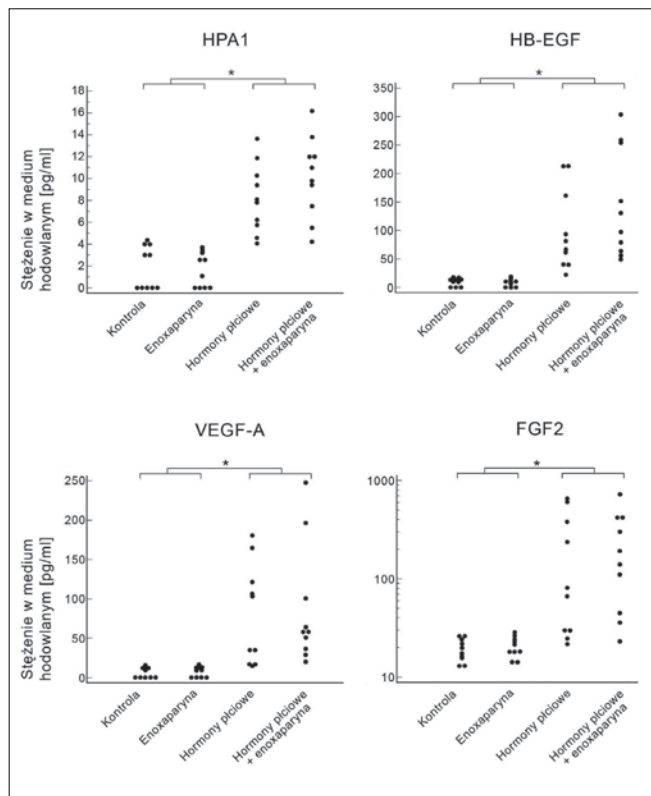 HPA1
*
Stężenie w medium
hodowlanym [pg/ml]
18
16
14
12
10
8
6
4
2
0
Kontrola
Enoxaparyna
Hormony płciowe
Hormony płciowe
+ enoxaparyna
HB-EGF
*
350
300
250
200
150
100
50
0
Kontrola
Enoxaparyna
Hormony płciowe
Hormony płciowe
+ enoxaparyna
VEGF-A
*
Stężenie w medium
hodowlanym [pg/ml]
250
200
150
100
50
0
Kontrola
Enoxaparyna
Hormony płciowe
Hormony płciowe
+ enoxaparyna
FGF2
*
1000
100
10
Kontrola
Enoxaparyna
Hormony płciowe
Hormony płciowe
+ enoxaparyna